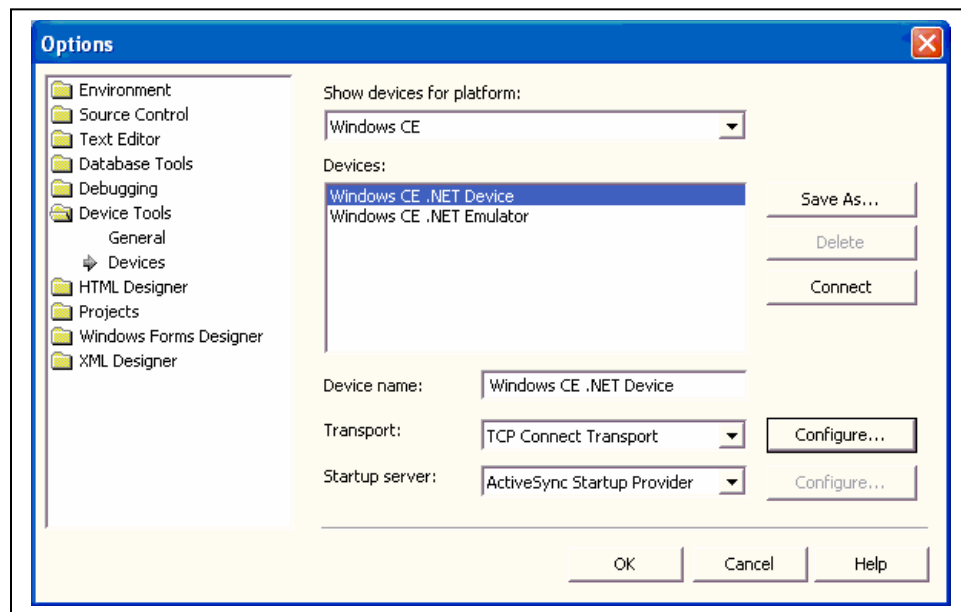 Options
Environment
Source Control
Text Editor
Database Tools
Debugging
Device Tools
General
Devices
HTML Designer
Projects
Windows Forms Designer
XML Designer
Show devices for platform:
Windows CE
Devices:
Windows CE .NET Device
Windows CE .NET Emulator
Save As...
Delete
Connect
Device name:
Windows CE .NET Device
Transport:
TCP Connect Transport
Configure...
Startup server:
ActiveSync Startup Provider
Configure...
OK
Cancel
Help